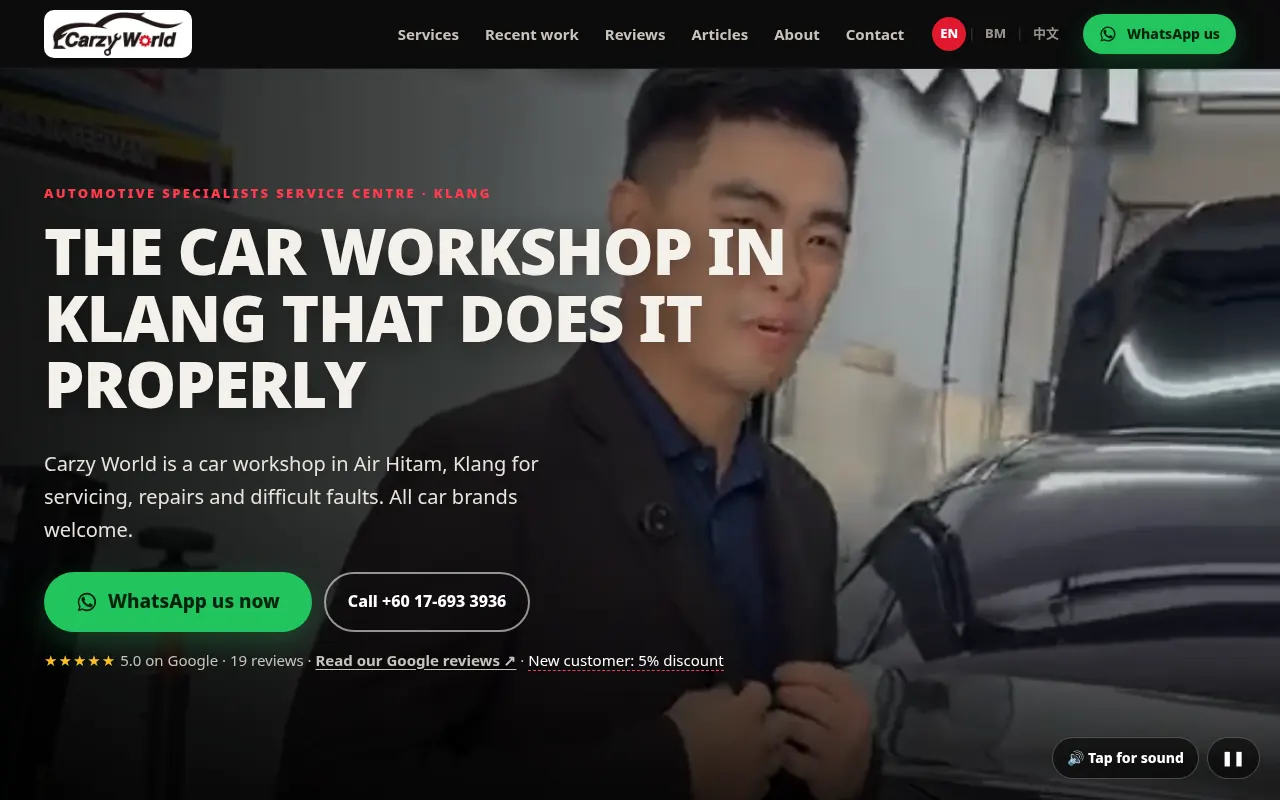 Carzy World
Services
Recent work
Reviews
Articles
About
Contact
EN
BM
中文
WhatsApp us
AUTOMOTIVE SPECIALISTS SERVICE CENTRE · KLANG
THE CAR WORKSHOP IN
KLANG THAT DOES IT
PROPERLY
Carzy World is a car workshop in Air Hitam, Klang for
servicing, repairs and difficult faults. All car brands
welcome.
WhatsApp us now
Call +60 17-693 3936
★★★★★ 5.0 on Google · 19 reviews · Read our Google reviews ↗ · New customer: 5% discount
🔊 Tap for sound